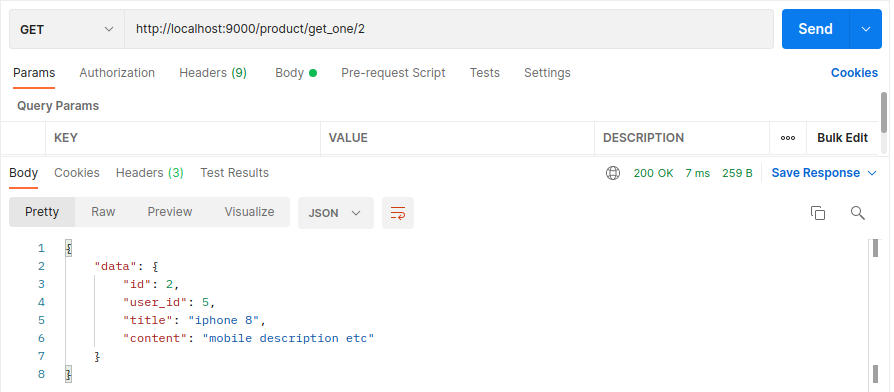 GET http://localhost:9000/product/get_one/2 Send
Params Authorization Headers (9) Body Pre-request Script Tests Settings Cookies
Query Params
KEY VALUE DESCRIPTION ooo Bulk Edit
Body Cookies Headers (3) Test Results 200 OK 7 ms 259 B Save Response
Pretty Raw Preview Visualize JSON
1 {
2 "data": {
3 "id": 2,
4 "user_id": 5,
5 "title": "iphone 8",
6 "content": "mobile description etc"
7 }
8 }